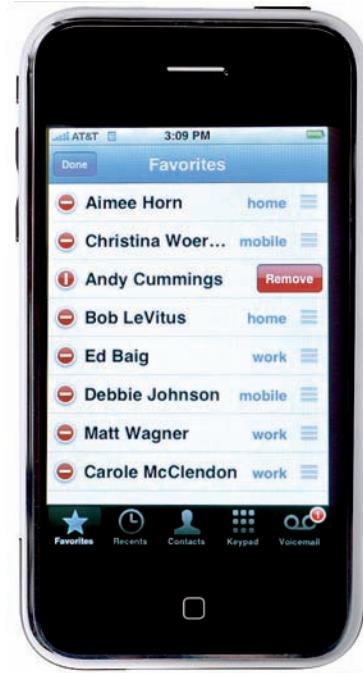 AT&T 3:09 PM
Done Favorites
Aimee Horn home
Christina Woer... mobile
Andy Cummings Remove
Bob LeVitus home
Ed Baig work
Debbie Johnson mobile
Matt Wagner work
Carole McClendon work
1
Favorites Recents Contacts Keypad Voicemail